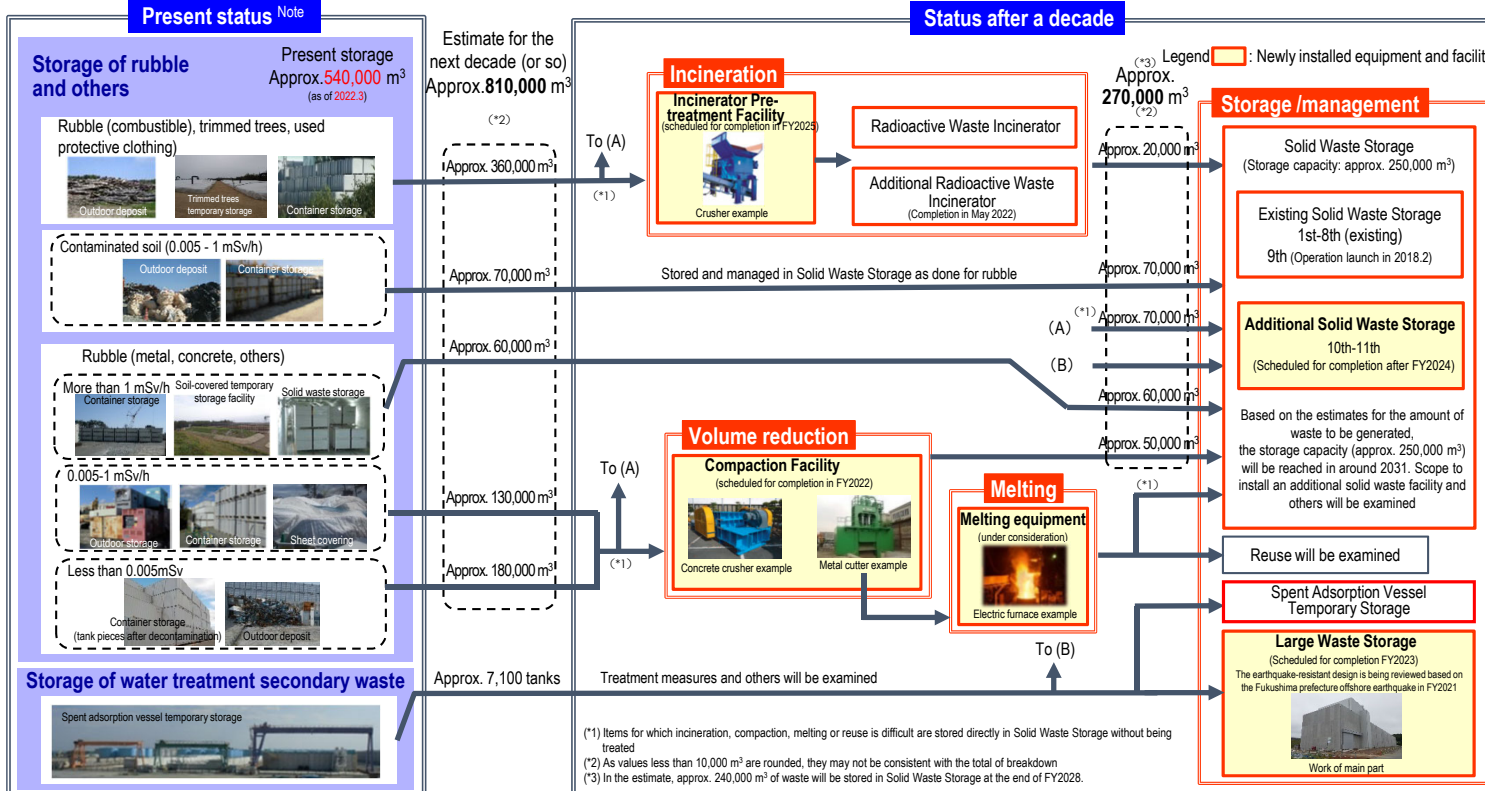 Present status Note
Storage of rubble
and others
Present storage
Approx.540,000 m³
(as of 2022.3)
Rubble (combustible), trimmed trees, used
protective clothing)
Outdoor deposit
Trimmed trees
temporary storage
Container storage
Contaminated soil (0.005 - 1 mSv/h)
Outdoor deposit
Container storage
Rubble (metal, concrete, others)
More than 1 mSv/h
Container storage
Soil-covered temporary
storage facility
Solid waste storage
0.005-1 mSv/h
Outdoor storage
Container storage
Sheet covering
Less than 0.005mSv
Container storage
(tank pieces after decontamination)
Outdoor deposit
Storage of water treatment secondary waste
Spent adsorption vessel temporary storage
Estimate for the
next decade (or so)
Approx.810,000 m³
(*2)
Approx. 360,000 m³
Approx. 70,000 m³
Approx. 60,000 m³
Approx. 130,000 m³
Approx. 180,000 m³
Approx. 7,100 tanks
Status after a decade
Legend
: Newly installed equipment and facilit
To (A)
(*1)
Incineration
Incinerator Pre-
treatment Facility
(scheduled for completion in FY2025)
Crusher example
Radioactive Waste Incinerator
Additional Radioactive Waste
Incinerator
(Completion in May 2022)
Stored and managed in Solid Waste Storage as done for rubble
To (A)
(*1)
Volume reduction
Compaction Facility
(scheduled for completion in FY2022)
Concrete crusher example
Metal cutter example
Melting
Melting equipment
(under consideration)
Electric furnace example
Treatment measures and others will be examined
To (B)
(*3)
Approx.
270,000 m³
(*2)
Approx. 20,000 m³
Approx. 70,000 m³
(A)
(*1)
Approx. 70,000 m³
(B)
Approx. 60,000 m³
Approx. 50,000 m³
(*1)
Storage /management
Solid Waste Storage
(Storage capacity: approx. 250,000 m³)
Existing Solid Waste Storage
1st-8th (existing)
9th (Operation launch in 2018.2)
Additional Solid Waste Storage
10th-11th
(Scheduled for completion after FY2024)
Based on the estimates for the amount of
waste to be generated,
the storage capacity (approx. 250,000 m³)
will be reached in around 2031. Scope to
install an additional solid waste facility and
others will be examined
Reuse will be examined
Spent Adsorption Vessel
Temporary Storage
Large Waste Storage
(Scheduled for completion FY2023)
The earthquake-resistant design is being reviewed based on
the Fukushima prefecture offshore earthquake in FY2021
Work of main part
(*1) Items for which incineration, compaction, melting or reuse is difficult are stored directly in Solid Waste Storage without being
treated
(*2) As values less than 10,000 m³ are rounded, they may not be consistent with the total of breakdown
(*3) In the estimate, approx. 240,000 m³ of waste will be stored in Solid Waste Storage at the end of FY2028.